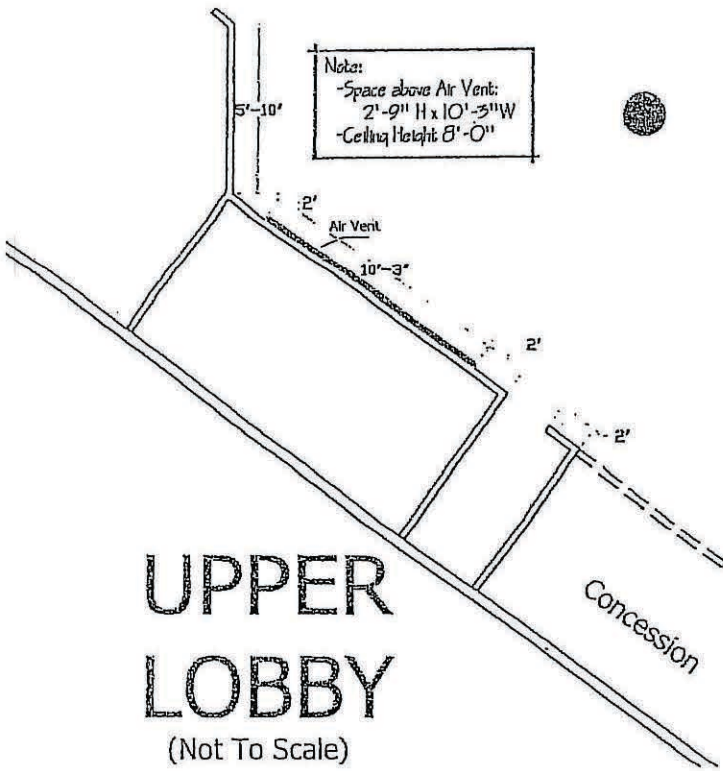 Note:
-Space above Air Vent:
2'-9" H x 10'-3" W
-Ceiling Height 8'-0"
5'-10"
2'
Air Vent
10'-3"
2'
2'
Concession
UPPER
LOBBY
(Not To Scale)